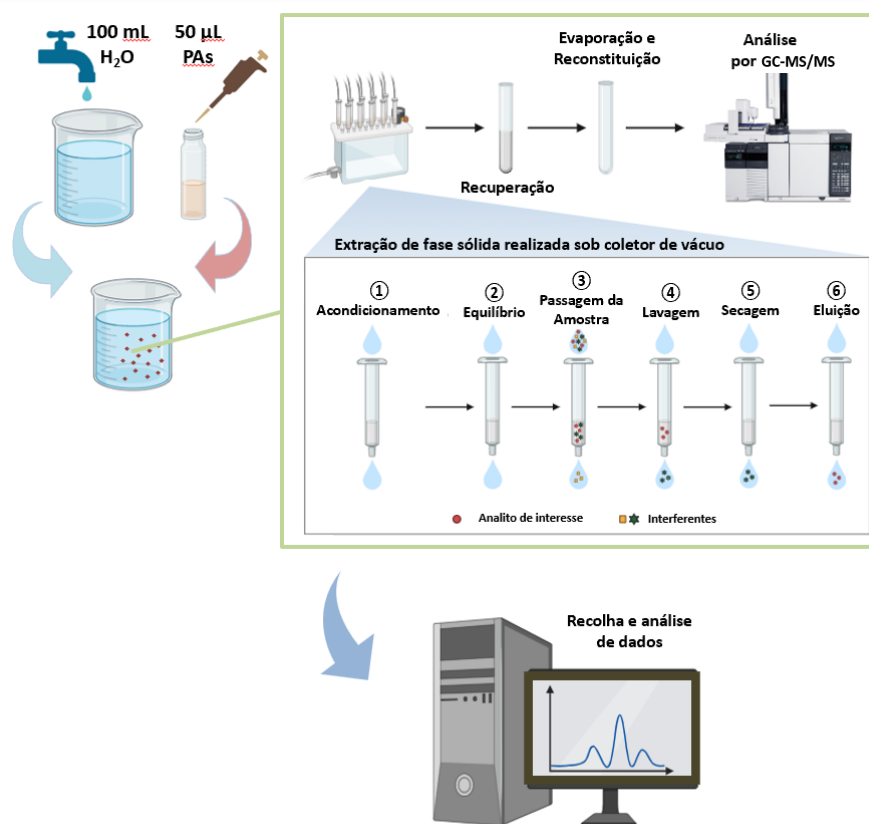 100 mL
H₂O
50 µL
PAs
Evaporação e
Reconstituição
Análise
por GC-MS/MS
Recuperação
Extração de fase sólida realizada sob coletor de vácuo
①
Acondicionamento
②
Equilíbrio
③
Passagem da
Amostra
④
Lavagem
⑤
Secagem
⑥
Eluição
Analito de interesse
Interferentes
Recolha e análise
de dados